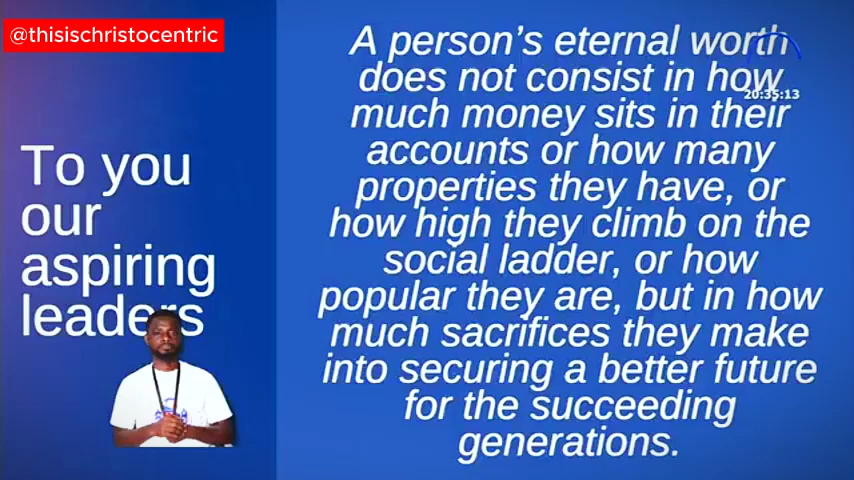 @thisischristocentric
To you
our
aspiring
leaders
A person's eternal worth
does not consist in how
20:35:13
much money sits in their
accounts or how many
properties they have, or
how high they climb on the
social ladder, or how
popular they are, but in how
much sacrifices they make
into securing a better future
for the succeeding
generations.